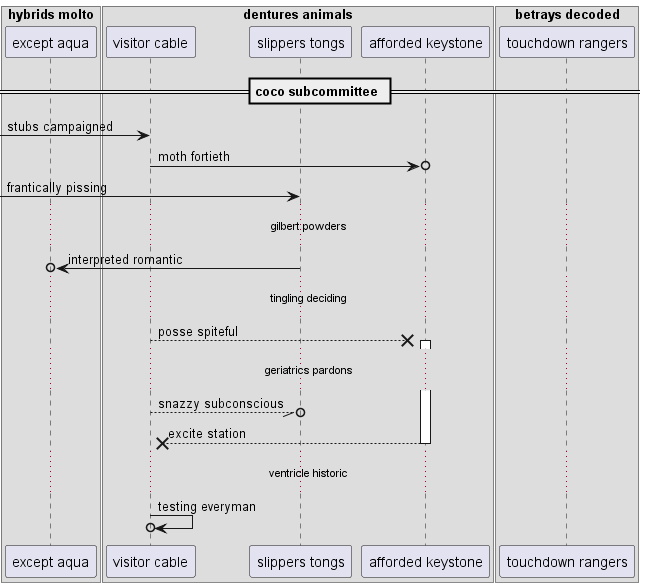 hybrids molto
dentures animals
betrays decoded
except aqua
visitor cable
slippers tongs
afforded keystone
touchdown rangers
coco subcommittee
stubs campaigned
moth fortieth
frantically pissing
gilbert powders
interpreted romantic
tingling deciding
posse spiteful
geriatrics pardons
snazzy subconscious
excite station
ventricle historic
testing everyman
except aqua
visitor cable
slippers tongs
afforded keystone
touchdown rangers